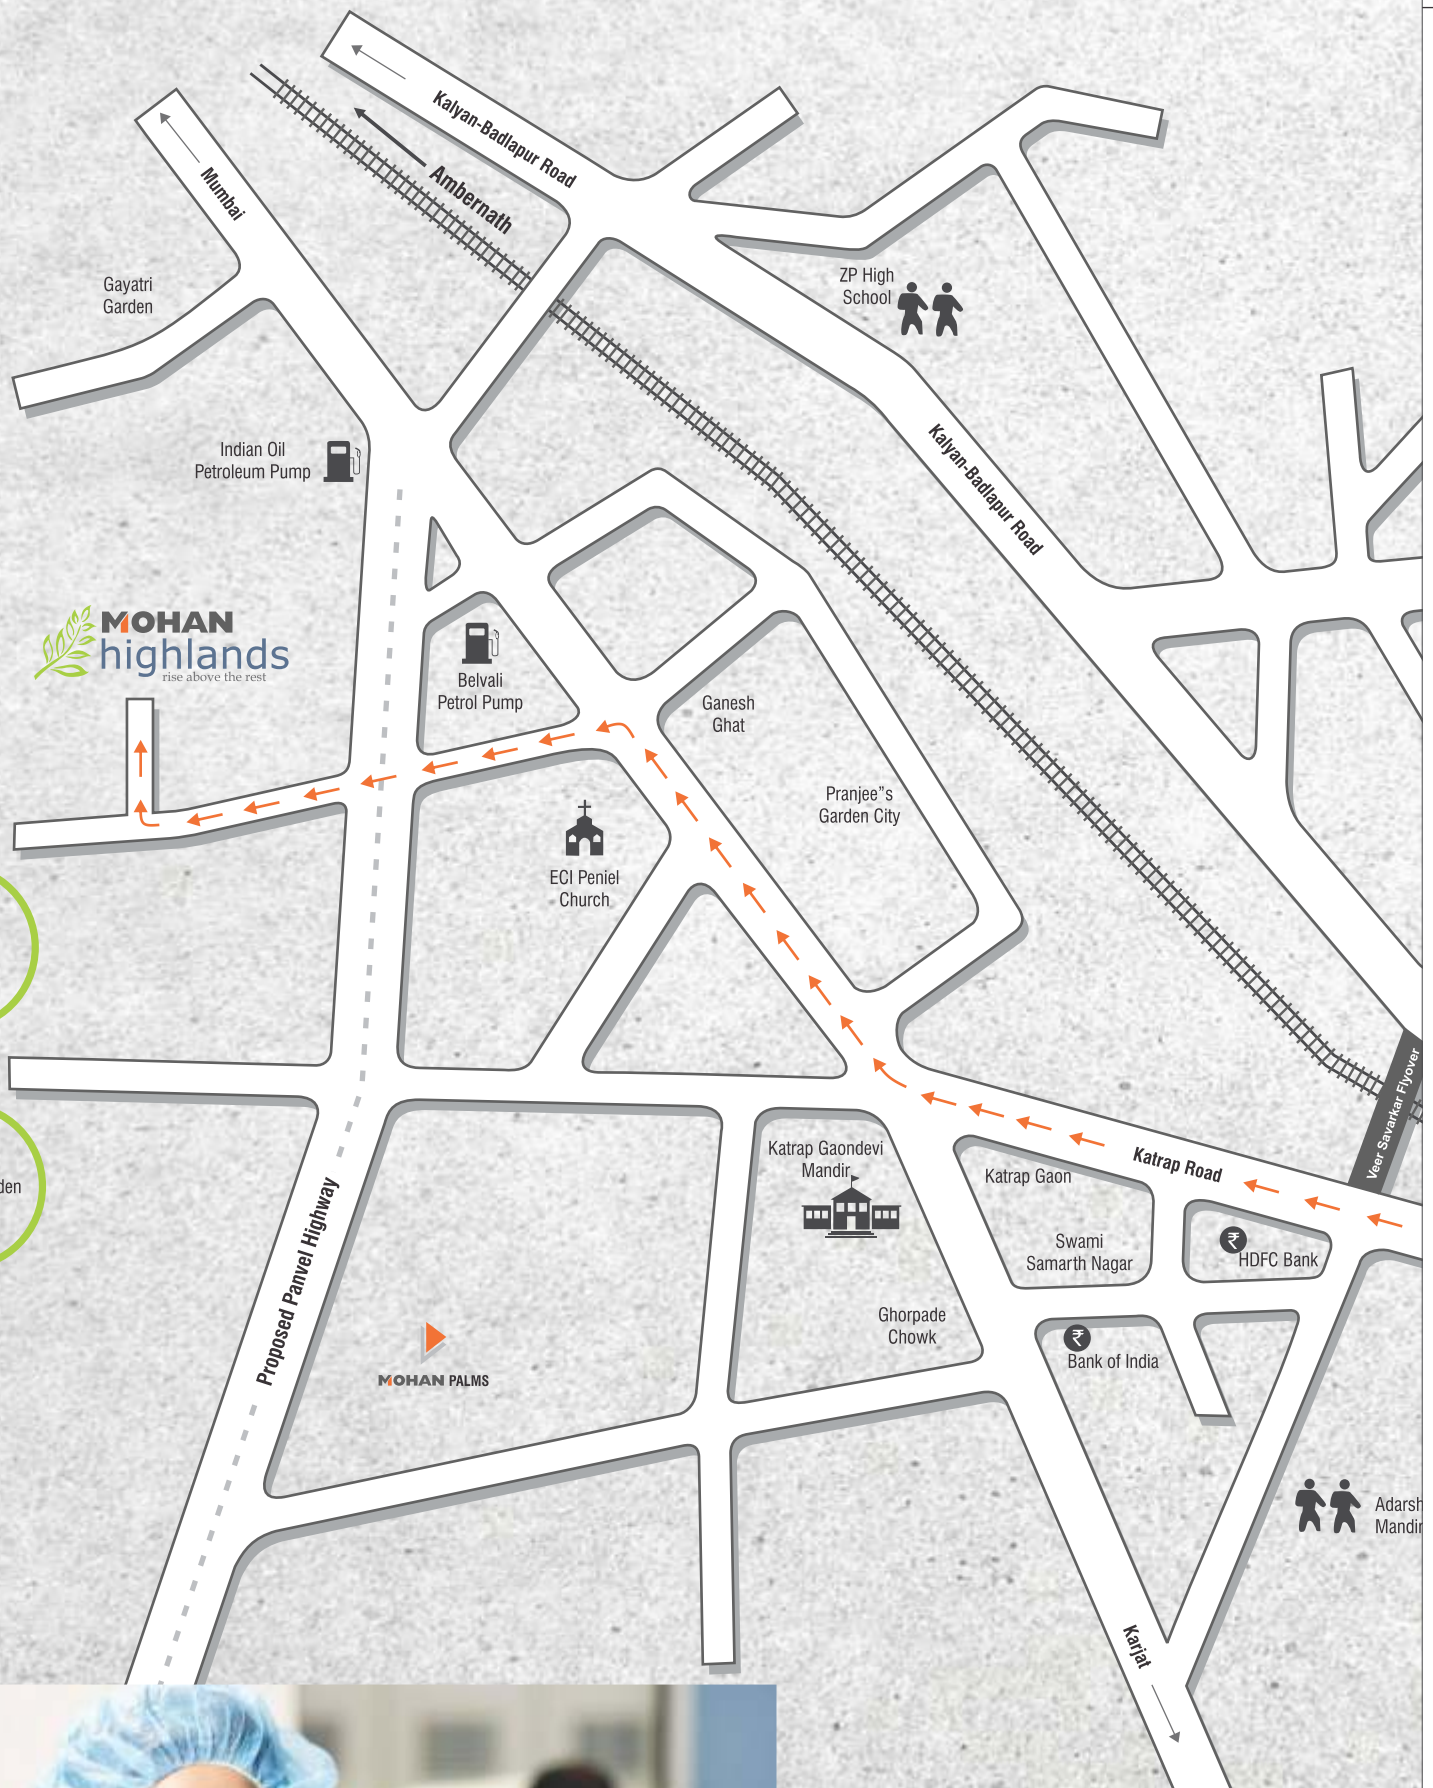 Kalyan-Badlapur Road
Ambernath
Mumbai
Gayatri
Garden
ZP High
School
Indian Oil
Petroleum Pump
Kalyan-Badlapur Road
MOHAN
highlands
rise above the rest
Belvali
Petrol Pump
Ganesh
Ghat
Pranjee"s
Garden City
ECI Peniel
Church
Veer Savarkar Flyover
Katrap Gaondevi
Mandir
Katrap Gaon
Katrap Road
den
Swami
Samarth Nagar
₹
HDFC Bank
Proposed Panvel Highway
Ghorpade
Chowk
₹
Bank of India
MOHAN PALMS
Adarsh
Mandir
Karjat